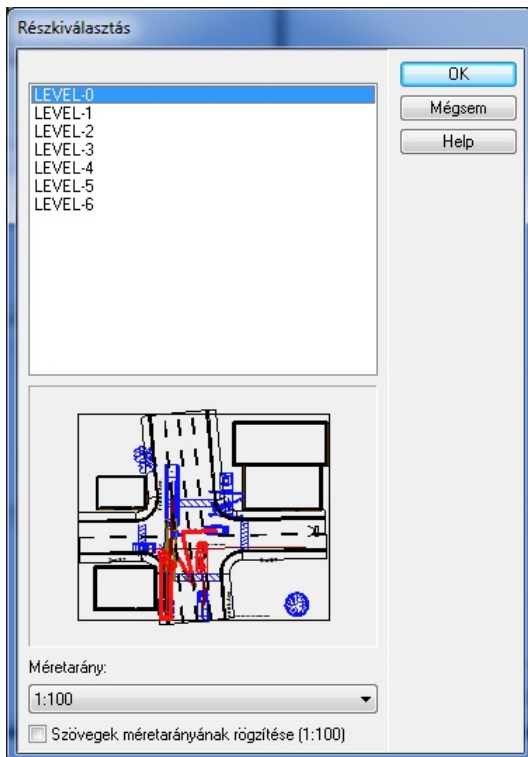 Részkiválasztás
LEVEL-0
LEVEL-1
LEVEL-2
LEVEL-3
LEVEL-4
LEVEL-5
LEVEL-6
OK
Mégsem
Help
Méretarány:
1:100
Szövegek méretarányának rögzítése (1:100)